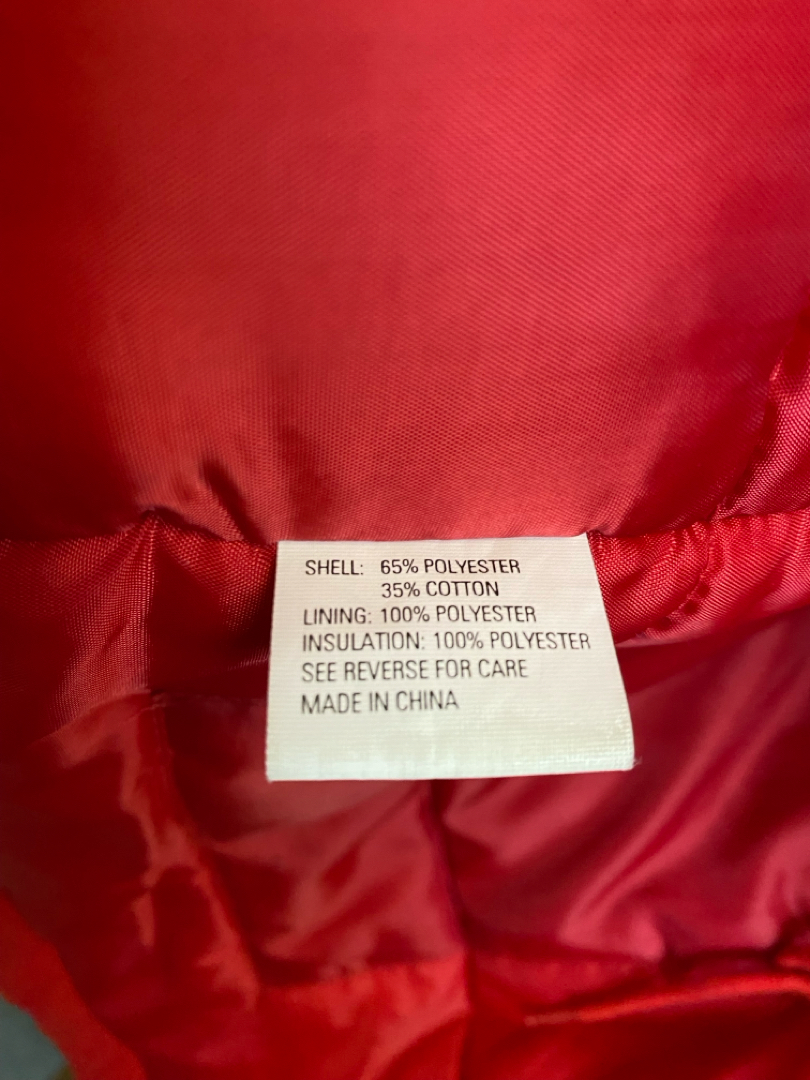 SHELL: 65% POLYESTER
35% COTTON
LINING: 100% POLYESTER
INSULATION: 100% POLYESTER
SEE REVERSE FOR CARE
MADE IN CHINA